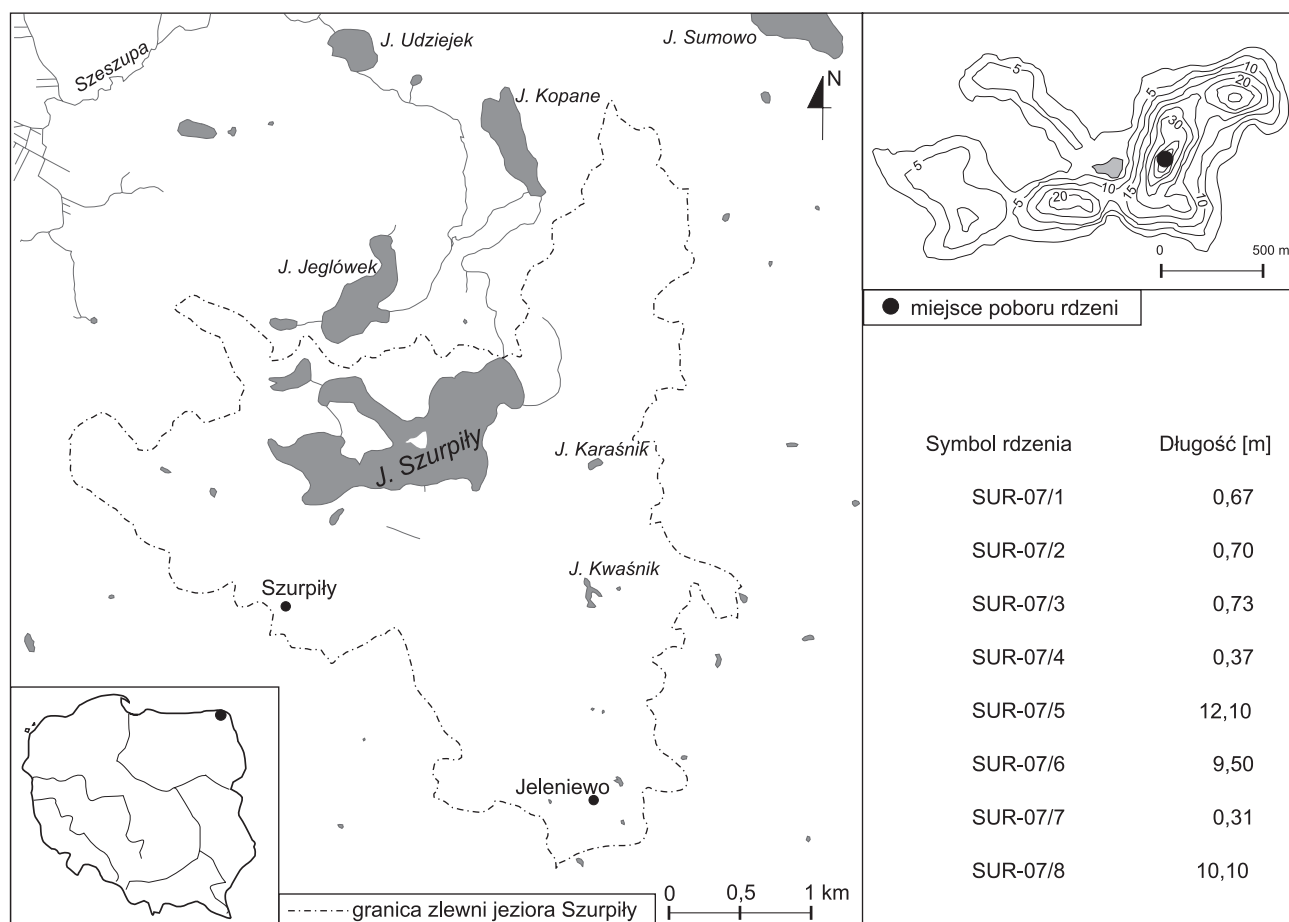 Szeszupa
J. Udziejek
J. Sumowo
N
J. Kopane
J. Jeglówek
J. Szurpiły
J. Karaśnik
J. Kwaśnik
Szurpiły
Jeleniewo
granica zlewni jeziora Szurpiły
0 0,5 1 km
5
5
10
20
30
5
5
10
20
15
10
0 500 m
miejsce poboru rdzeni
Symbol rdzenia Długość [m]
SUR-07/1 0,67
SUR-07/2 0,70
SUR-07/3 0,73
SUR-07/4 0,37
SUR-07/5 12,10
SUR-07/6 9,50
SUR-07/7 0,31
SUR-07/8 10,10